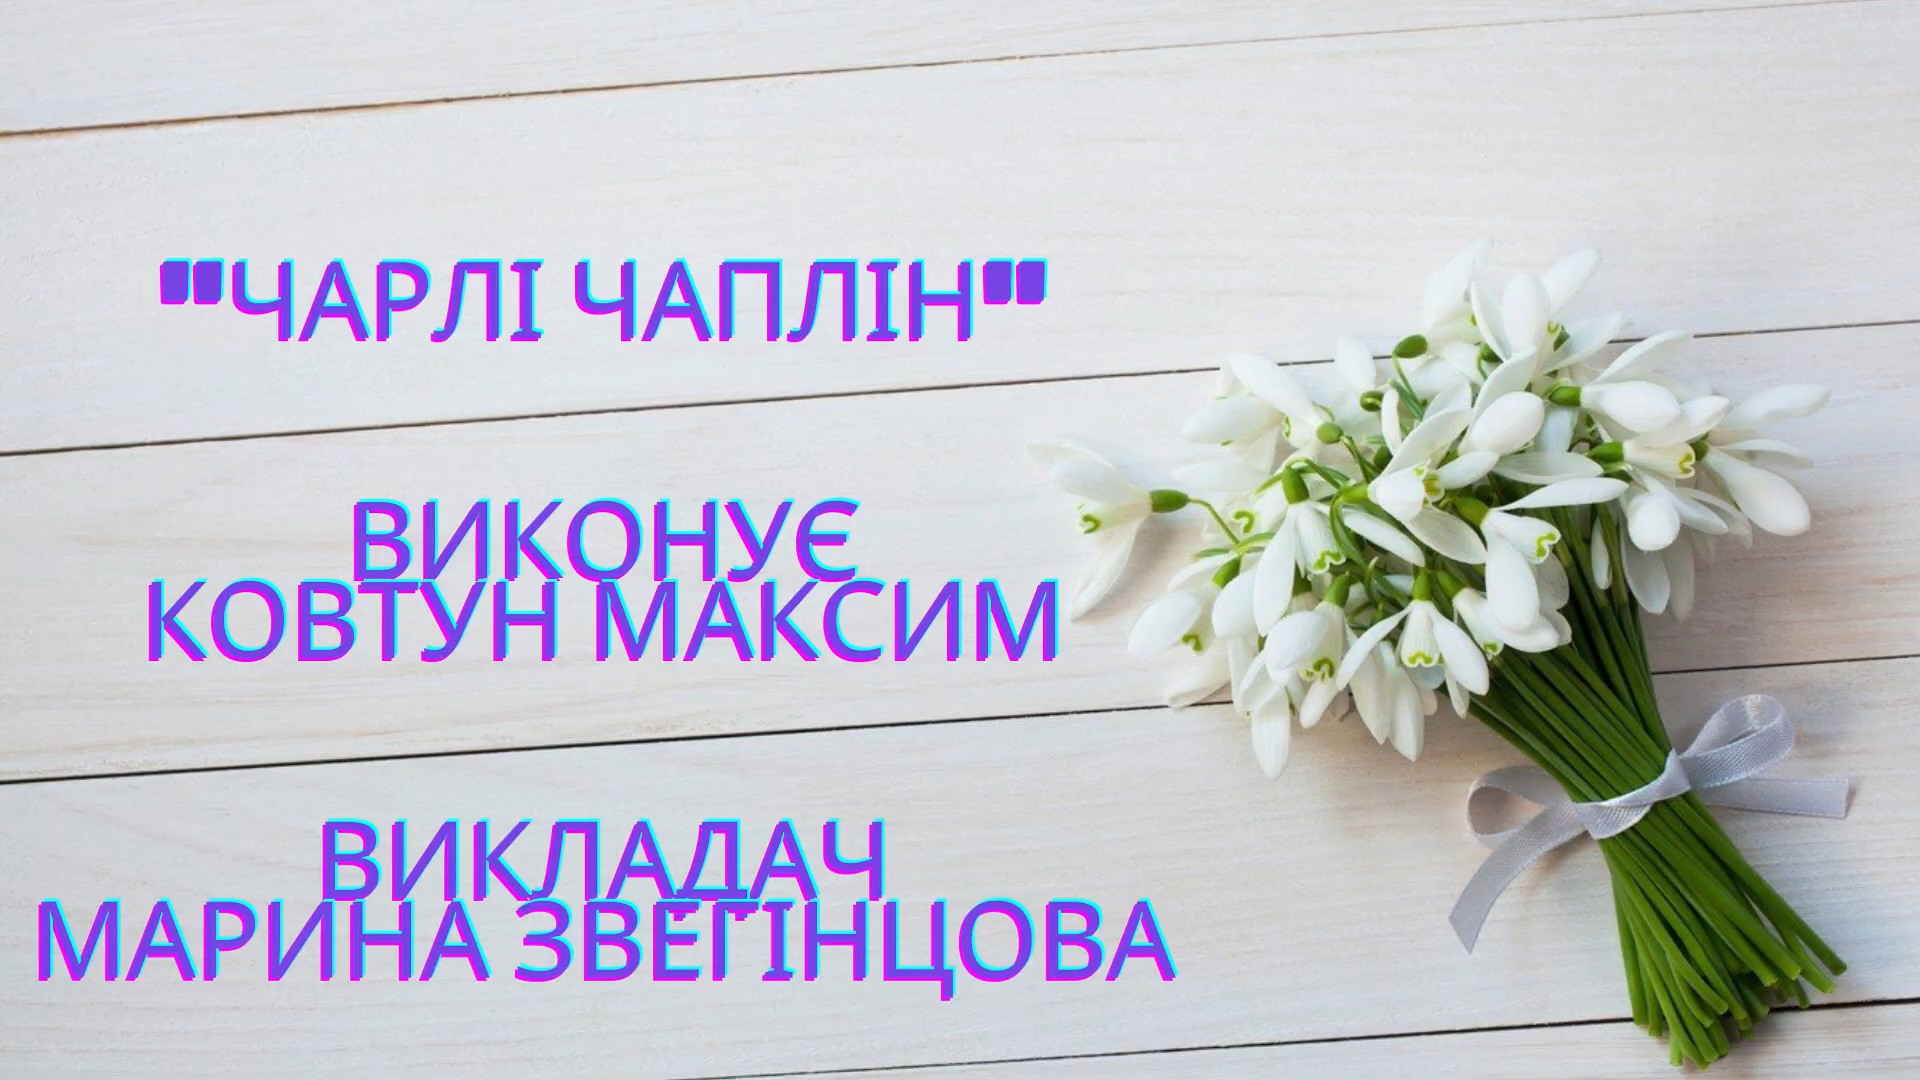 "ЧАРЛІ ЧАПЛІН"
ВИКОНУЄ
КОВТУН МАКСИМ
ВИКЛАДАЧ
МАРИНА ЗВЕГІНЦОВА